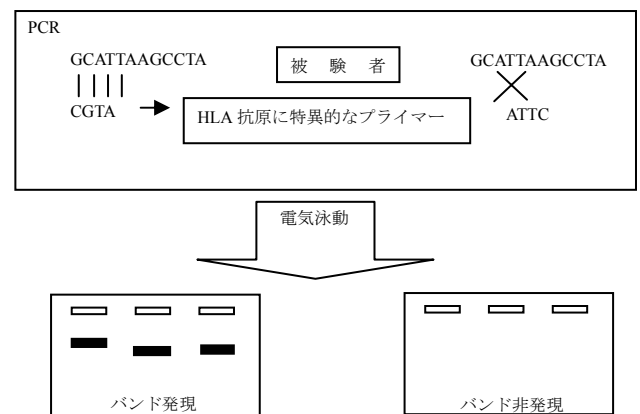 PCR
GCATTAAGCCTA
CGTA
被 験 者
HLA 抗原に特異的なプライマー
GCATTAAGCCTA
ATTC
電気泳動
バンド発現
バンド非発現